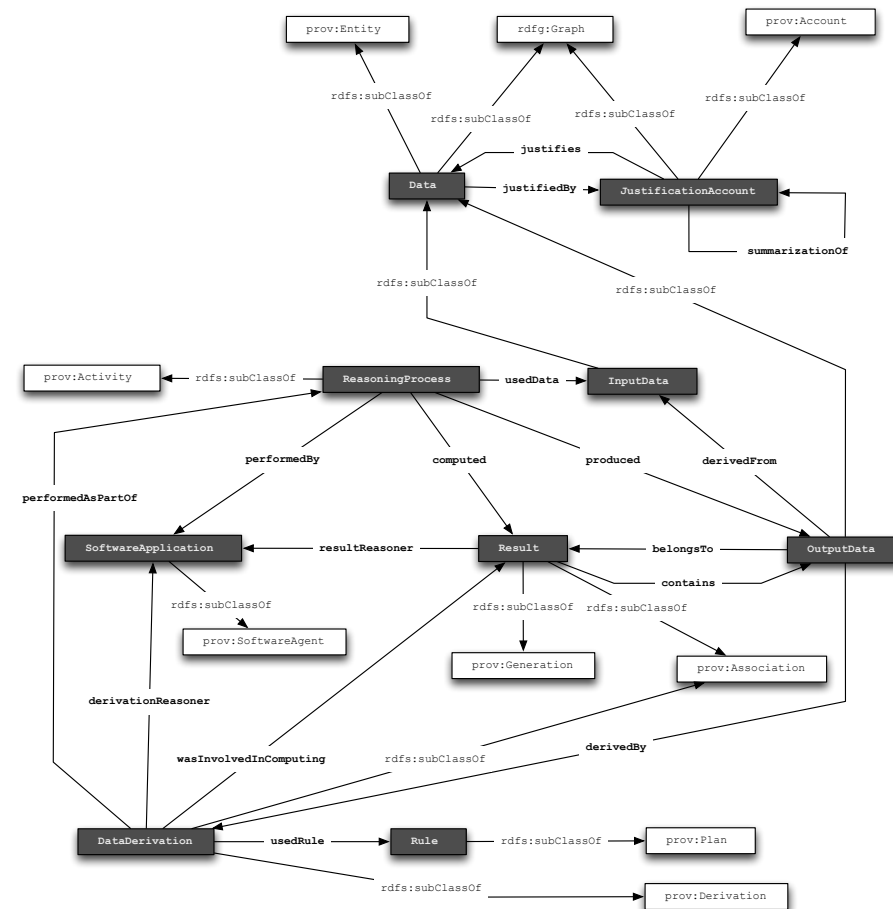 prov:Entity
rdfg:Graph
prov:Account
rdfs:subClassOf
rdfs:subClassOf
rdfs:subClassOf
rdfs:subClassOf
justifies
Data
justifiedBy
JustificationAccount
summarizationOf
rdfs:subClassOf
rdfs:subClassOf
prov:Activity
rdfs:subClassOf
ReasoningProcess
usedData
InputData
performedBy
computed
produced
derivedFrom
performedAsPartOf
SoftwareApplication
resultReasoner
Result
belongsTo
OutputData
contains
rdfs:subClassOf
rdfs:subClassOf
rdfs:subClassOf
prov:SoftwareAgent
prov:Generation
prov:Association
derivationReasoner
wasInvolvedInComputing
rdfs:subClassOf
derivedBy
DataDerivation
usedRule
Rule
rdfs:subClassOf
prov:Plan
rdfs:subClassOf
prov:Derivation